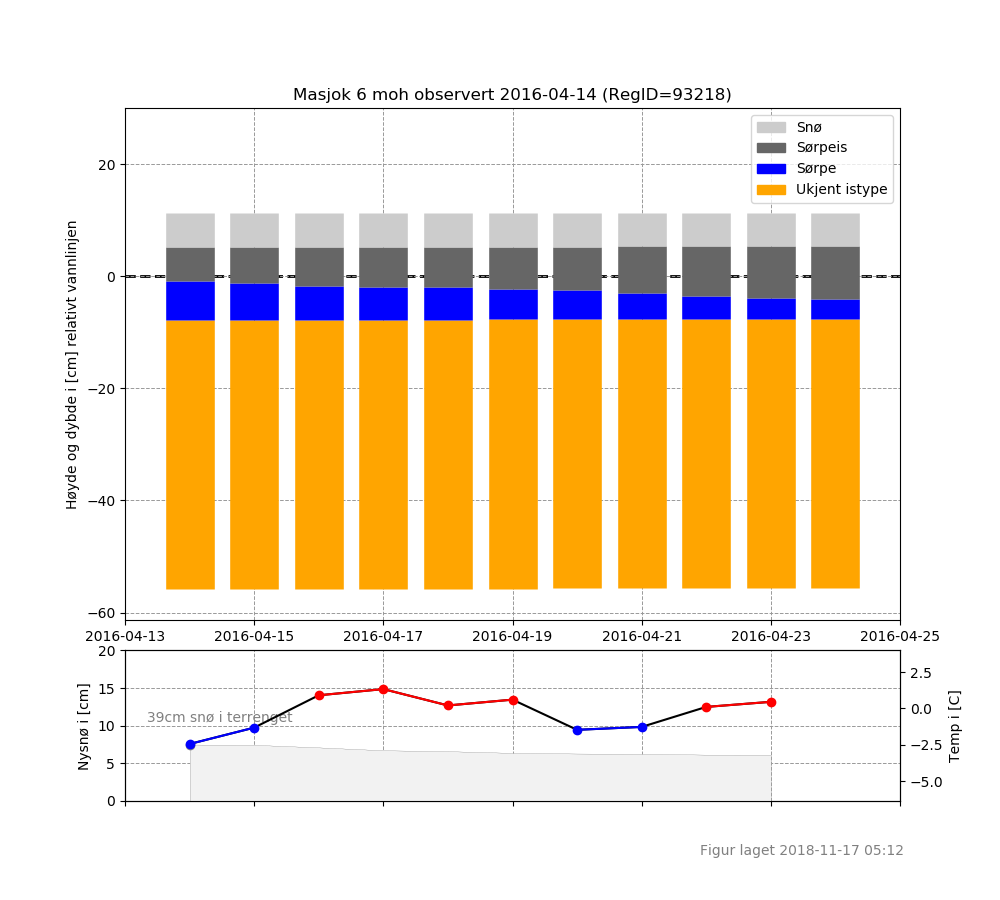 Masjok 6 moh observert 2016-04-14 (RegID=93218)
Høyde og dybde i [cm] relativt vannlinjen
20
0
−20
−40
−60
Snø
Sørpeis
Sørpe
Ukjent istype
2016-04-13
2016-04-15
2016-04-17
2016-04-19
2016-04-21
2016-04-23
2016-04-25
Nysnø i [cm]
20
15
10
5
0
39cm snø i terrenget
2.5
0.0
−2.5
−5.0
Temp i [C]
Figur laget 2018-11-17 05:12